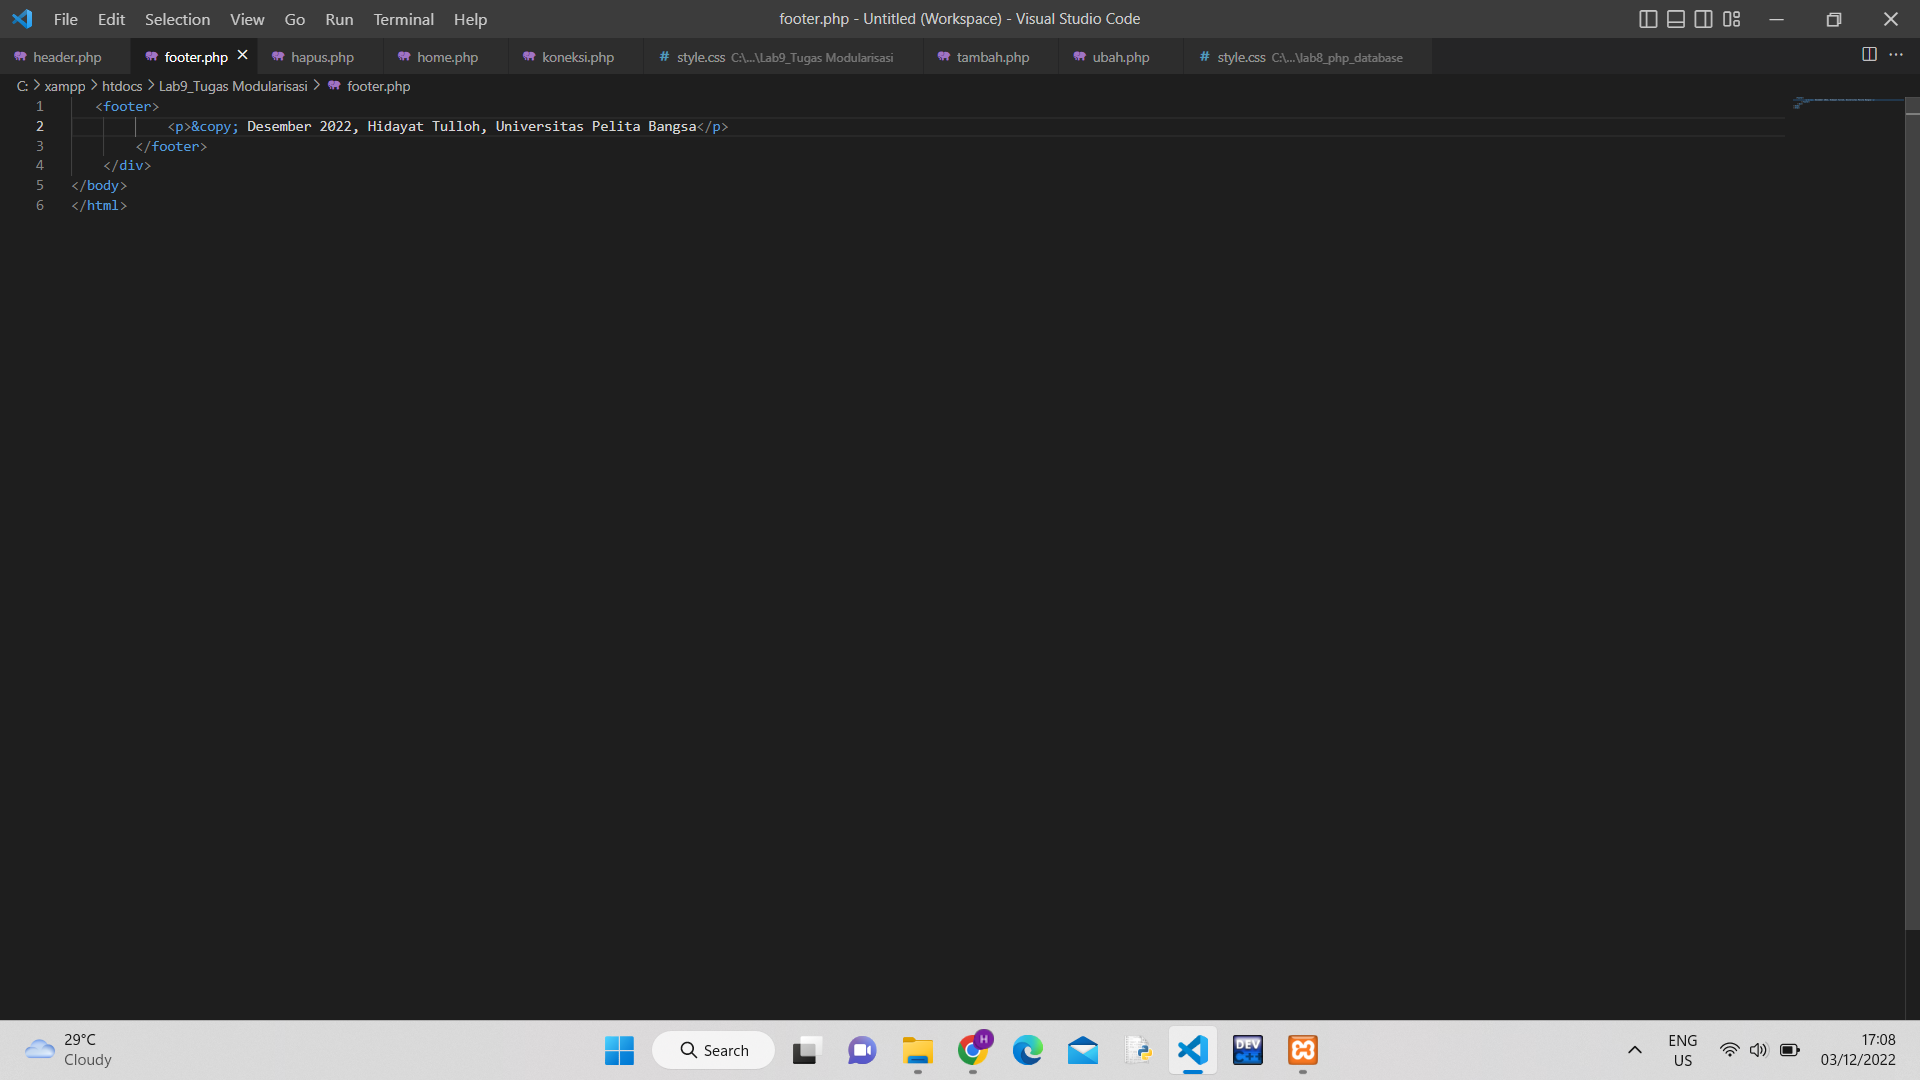 File Edit Selection View Go Run Terminal Help footer.php - Untitled (Workspace) - Visual Studio Code
header.php footer.php hapus.php home.php koneksi.php # style.css C:\...\Lab9_Tugas Modularisasi tambah.php ubah.php # style.css C:\...\lab8_php_database
C: > xampp > htdocs > Lab9_Tugas Modularisasi > footer.php
1 <footer>
2 <p>&copy; Desember 2022, Hidayat Tulloh, Universitas Pelita Bangsa</p>
3 </footer>
4 </div>
5 </body>
6 </html>
29°C
Cloudy
Search
H
DEV
C++
ENG
US
17:08
03/12/2022